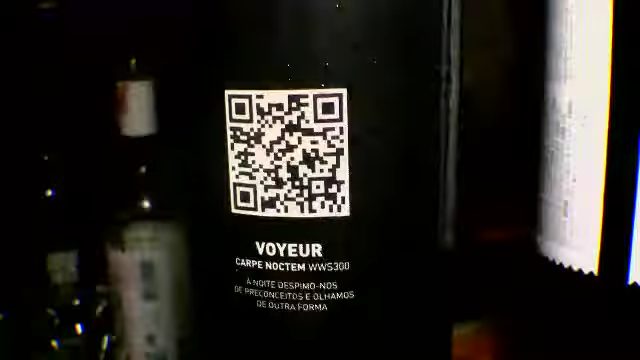 VOYEUR
CARPE NOCTEM WWS300
À NOITE DESPIMO-NOS
DE PRECONCEITOS E OLHAMOS
DE OUTRA FORMA